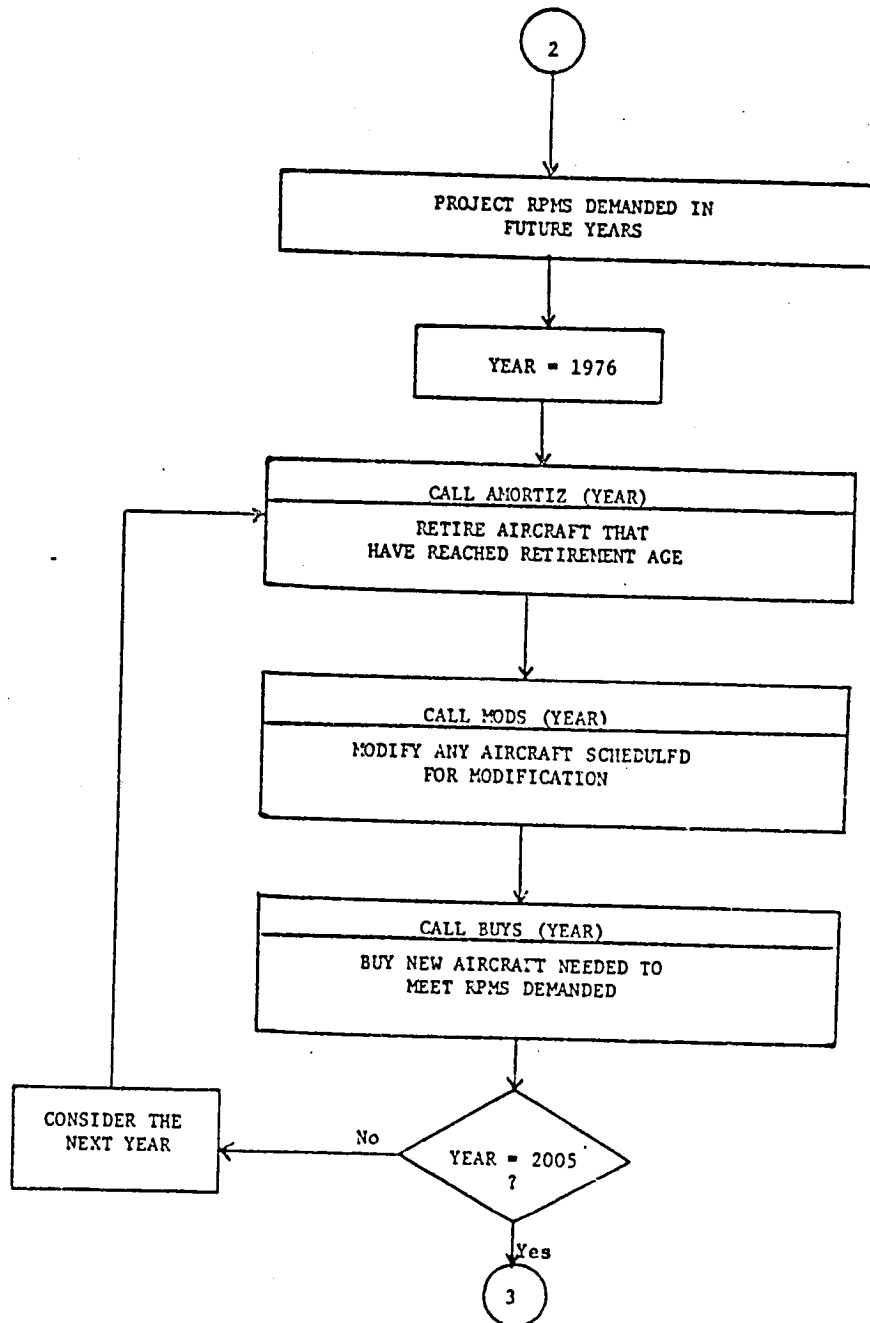 2
PROJECT RPMS DEMANDED IN
FUTURE YEARS
YEAR = 1976
CALL AMORTIZ (YEAR)
RETIRE AIRCRAFT THAT
HAVE REACHED RETIREMENT AGE
CALL MODS (YEAR)
MODIFY ANY AIRCRAFT SCHEDULED
FOR MODIFICATION
CALL BUYS (YEAR)
BUY NEW AIRCRAFT NEEDED TO
MEET RPMS DEMANDED
CONSIDER THE
NEXT YEAR
No
YEAR = 2005
?
Yes
3